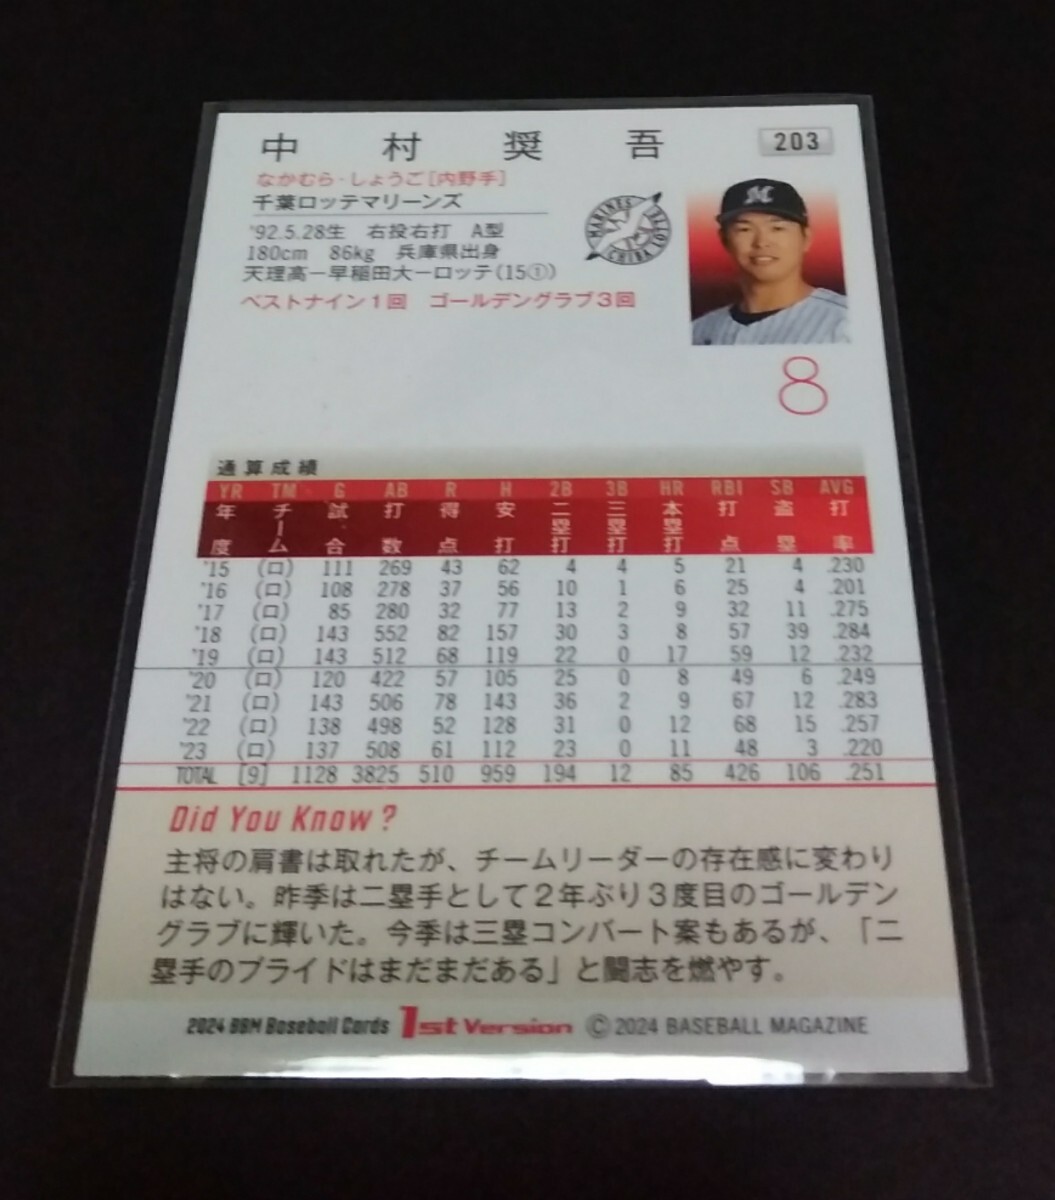 中村奨吾 203
なかむら・しょうご[内野手]
千葉ロッテマリーンズ
'92.5.28生 右投右打 A型
180cm 86kg 兵庫県出身
天理高ー早稲田大ーロッテ(15①)
ベストナイン1回 ゴールデングラブ3回
MARINES
CHIBA LOTTE
M
8
通算成績
YR TM G AB R H 2B 3B HR RBI SB AVG
年度 チーム 試合 打数 得点 安打 二塁打 三塁打 本塁打 打点 盗塁 打率
'15 (ロ) 111 269 43 62 4 4 5 21 4 .230
'16 (ロ) 108 278 37 56 10 1 6 25 4 .201
'17 (ロ) 85 280 32 77 13 2 9 32 11 .275
'18 (ロ) 143 552 82 157 30 3 8 57 39 .284
'19 (ロ) 143 512 68 119 22 0 17 59 12 .232
'20 (ロ) 120 422 57 105 25 0 8 49 6 .249
'21 (ロ) 143 506 78 143 36 2 9 67 12 .283
'22 (ロ) 138 498 52 128 31 0 12 68 15 .257
'23 (ロ) 137 508 61 112 23 0 11 48 3 .220
TOTAL [9] 1128 3825 510 959 194 12 85 426 106 .251
Did You Know?
主将の肩書は取れたが、チームリーダーの存在感に変わり
はない。昨季は二塁手として2年ぶり3度目のゴールデン
グラブに輝いた。今季は三塁コンバート案もあるが、「二
塁手のプライドはまだまだある」と闘志を燃やす。
2024 BBM Baseball Cards 1st Version ©2024 BASEBALL MAGAZINE